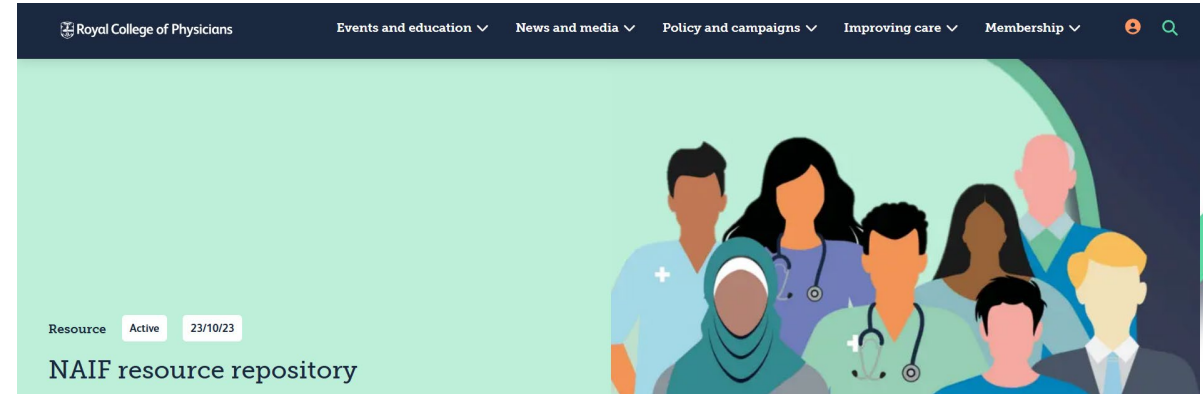 Royal College of Physicians Events and education News and media Policy and campaigns Improving care Membership
Resource Active 23/10/23
NAIF resource repository